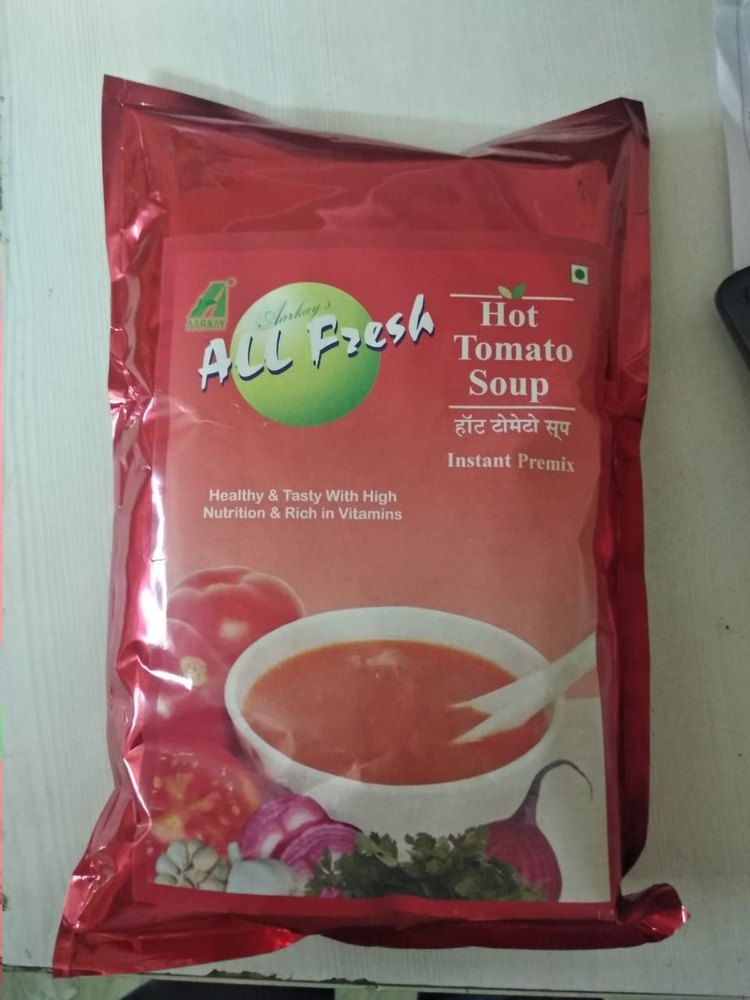 AARKAY
Aarkay's
ALL Fresh
Hot
Tomato
Soup
हॉट टोमेटो सूप
Instant Premix
Healthy & Tasty With High
Nutrition & Rich in Vitamins